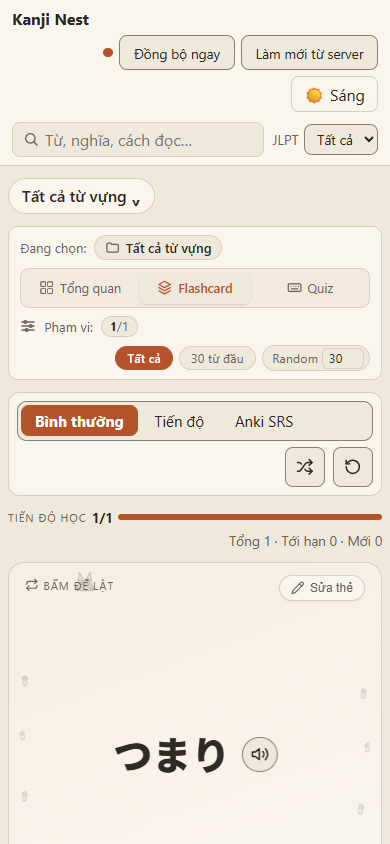 Kanji Nest
Đồng bộ ngay Làm mới từ server
Sáng
Từ, nghĩa, cách đọc... JLPT Tất cả
Tất cả từ vựng
Đang chọn: Tất cả từ vựng
Tổng quan Flashcard Quiz
Phạm vi: 1/1
Tất cả 30 từ đầu Random 30
Bình thường Tiến độ Anki SRS
TIẾN ĐỘ HỌC 1/1
Tổng 1 · Tới hạn 0 · Mới 0
BẤM ĐỂ LẬT Sửa thẻ
つまり